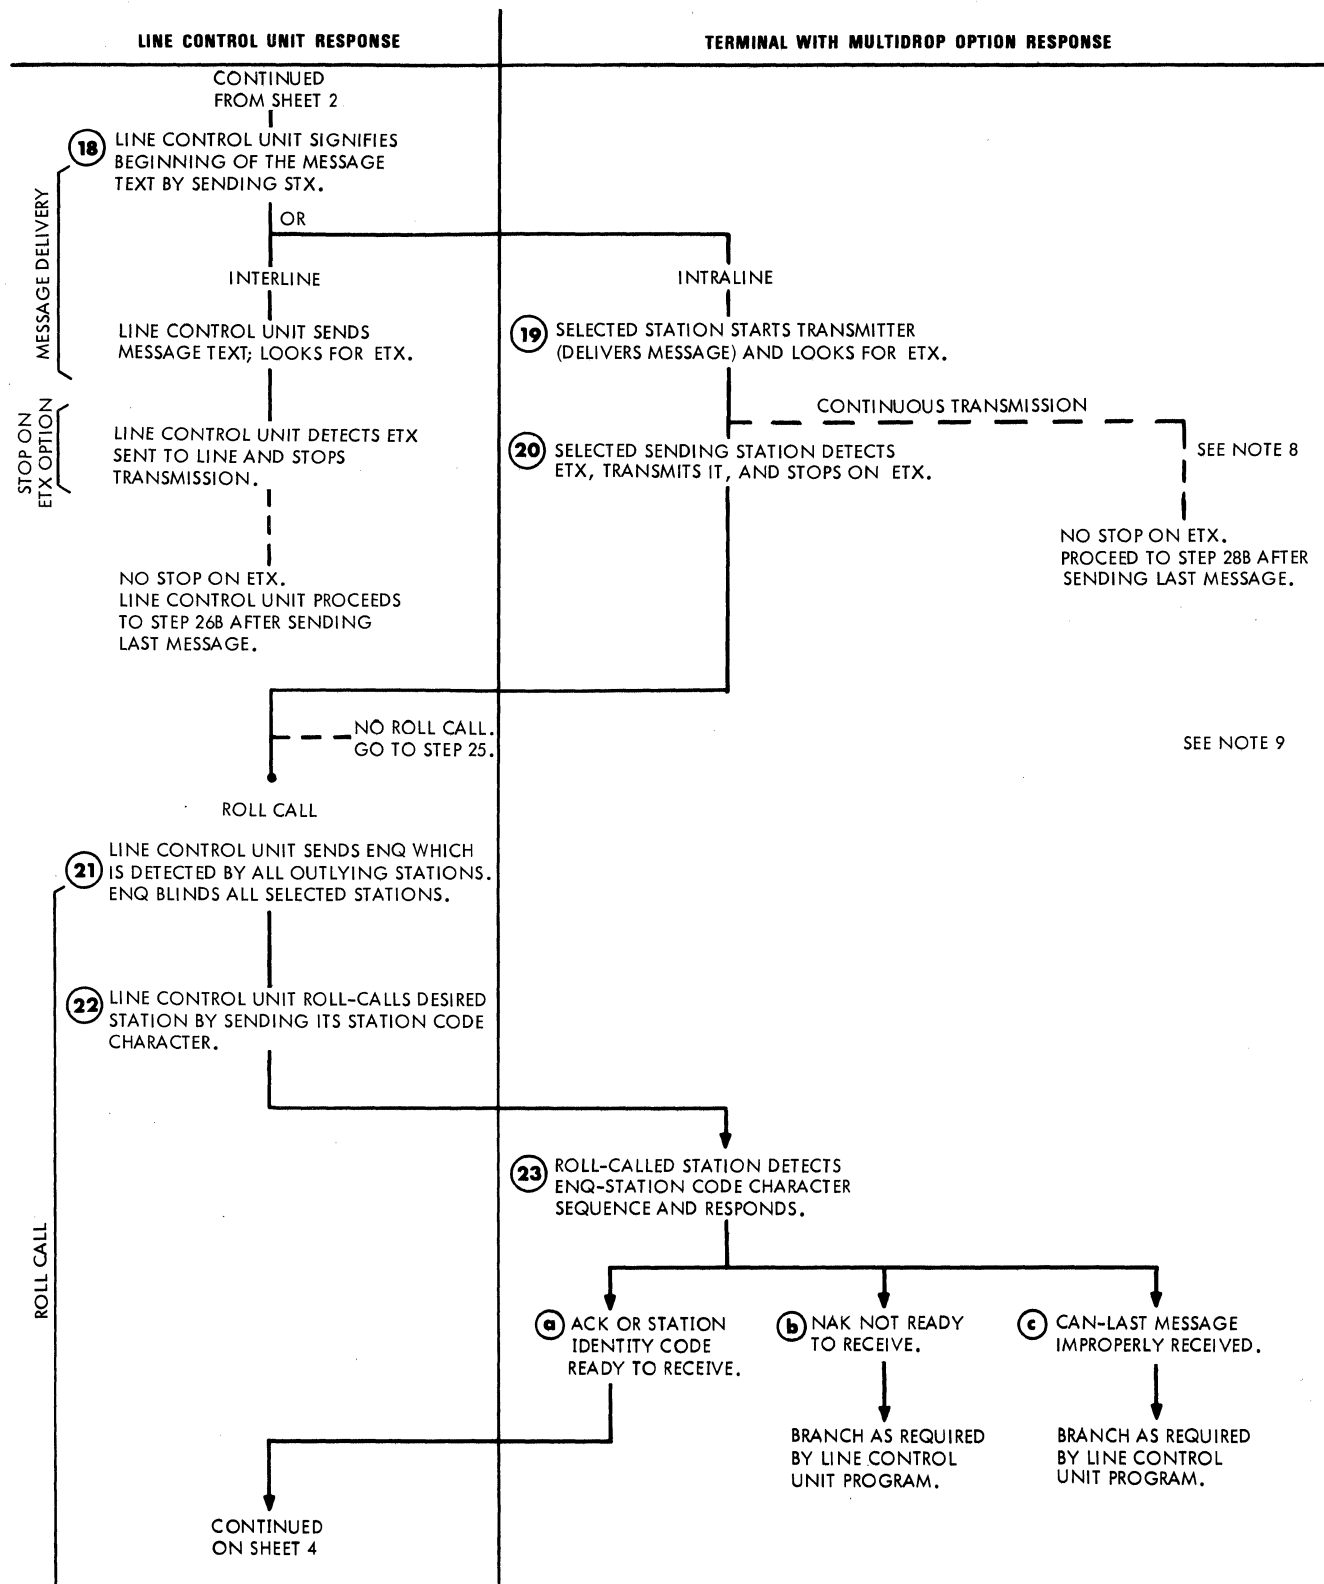 LINE CONTROL UNIT RESPONSE
TERMINAL WITH MULTIDROP OPTION RESPONSE
CONTINUED
FROM SHEET 2
18
LINE CONTROL UNIT SIGNIFIES
BEGINNING OF THE MESSAGE
TEXT BY SENDING STX.
MESSAGE DELIVERY
OR
INTERLINE
INTRALINE
LINE CONTROL UNIT SENDS
MESSAGE TEXT; LOOKS FOR ETX.
19
SELECTED STATION STARTS TRANSMITTER
(DELIVERS MESSAGE) AND LOOKS FOR ETX.
CONTINUOUS TRANSMISSION
STOP ON
ETX OPTION
LINE CONTROL UNIT DETECTS ETX
SENT TO LINE AND STOPS
TRANSMISSION.
20
SELECTED SENDING STATION DETECTS
ETX, TRANSMITS IT, AND STOPS ON ETX.
SEE NOTE 8
NO STOP ON ETX.
PROCEED TO STEP 28B AFTER
SENDING LAST MESSAGE.
NO STOP ON ETX.
LINE CONTROL UNIT PROCEEDS
TO STEP 26B AFTER SENDING
LAST MESSAGE.
NO ROLL CALL.
GO TO STEP 25.
SEE NOTE 9
ROLL CALL
21
LINE CONTROL UNIT SENDS ENQ WHICH
IS DETECTED BY ALL OUTLYING STATIONS.
ENQ BLINDS ALL SELECTED STATIONS.
22
LINE CONTROL UNIT ROLL-CALLS DESIRED
STATION BY SENDING ITS STATION CODE
CHARACTER.
23
ROLL-CALLED STATION DETECTS
ENQ-STATION CODE CHARACTER
SEQUENCE AND RESPONDS.
ROLL CALL
a
ACK OR STATION
IDENTITY CODE
READY TO RECEIVE.
b
NAK NOT READY
TO RECEIVE.
c
CAN-LAST MESSAGE
IMPROPERLY RECEIVED.
BRANCH AS REQUIRED
BY LINE CONTROL
UNIT PROGRAM.
BRANCH AS REQUIRED
BY LINE CONTROL
UNIT PROGRAM.
CONTINUED
ON SHEET 4